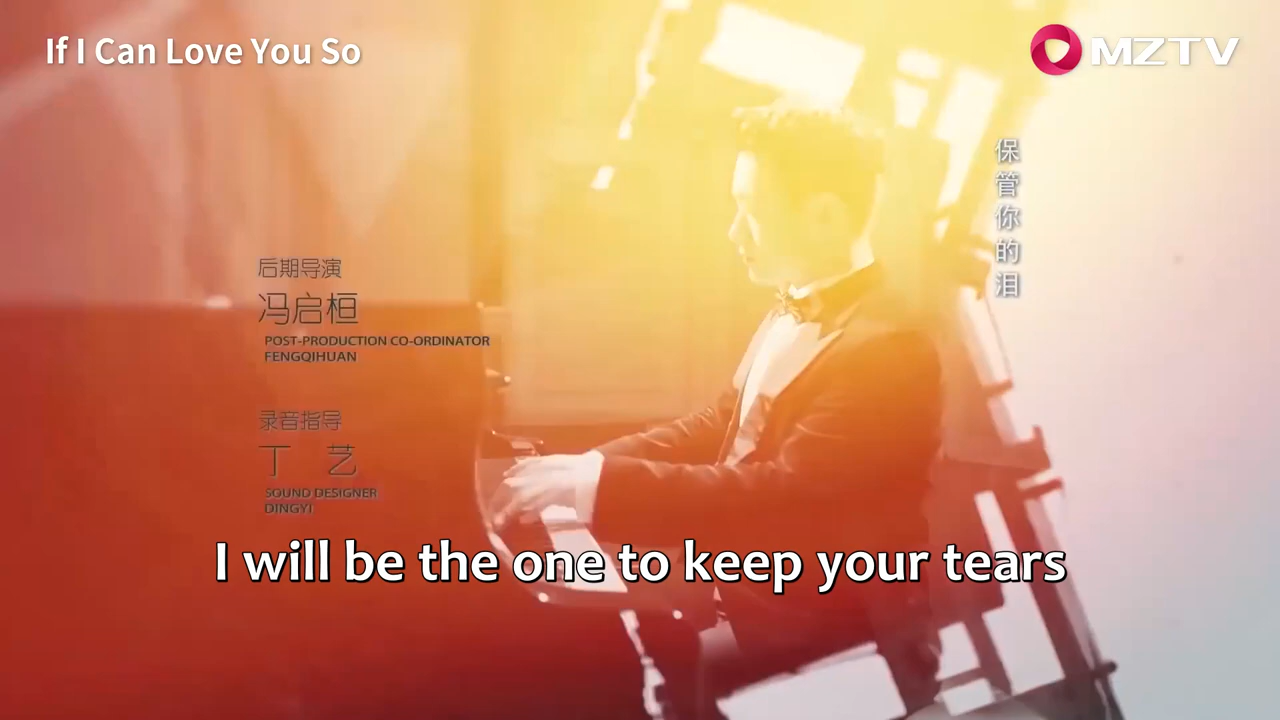 If I Can Love You So
MZTV
保管你的泪
后期导演
冯启桓
POST-PRODUCTION CO-ORDINATOR
FENGQIHUAN
录音指导
丁 艺
SOUND DESIGNER
DINGYI
I will be the one to keep your tears